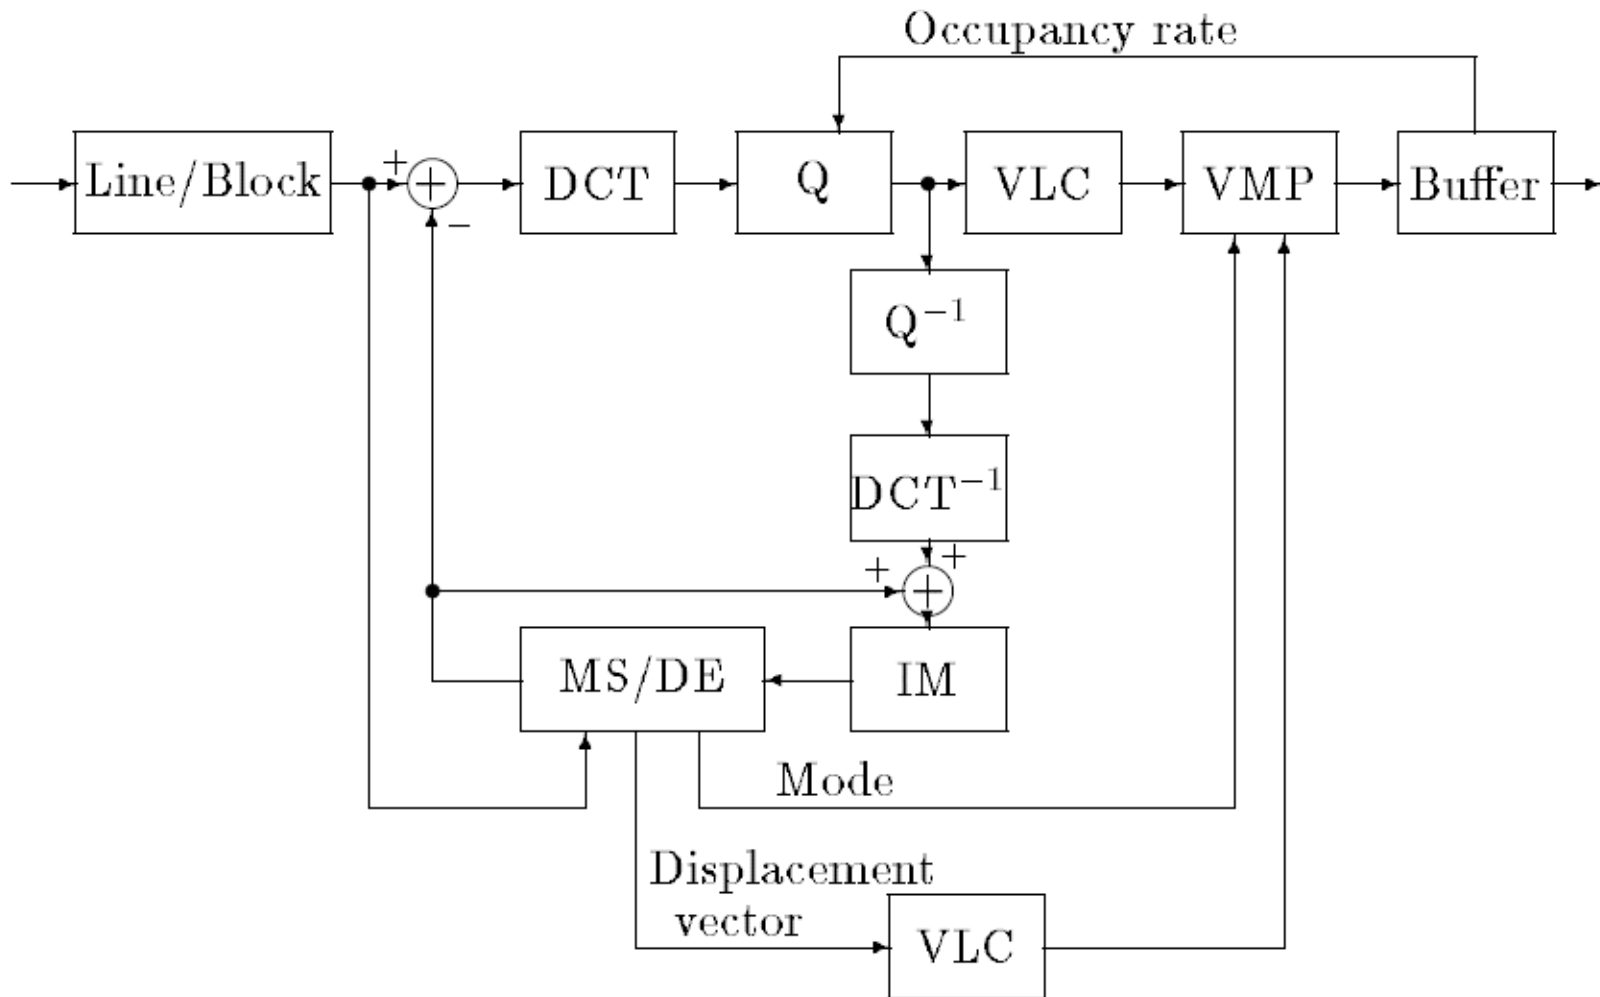 Occupancy rate
Line/Block
+
+
DCT
Q
VLC
VMP
Buffer
−
Q⁻¹
DCT⁻¹
+
+
+
MS/DE
IM
Mode
Displacement
vector
VLC